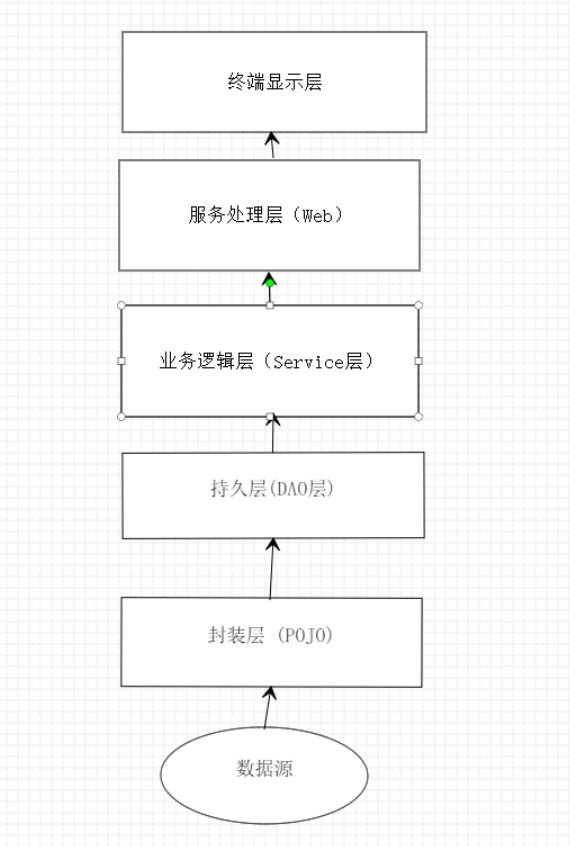 终端显示层
服务处理层（Web）
业务逻辑层（Service层）
持久层(DAO层)
封装层 (POJO)
数据源